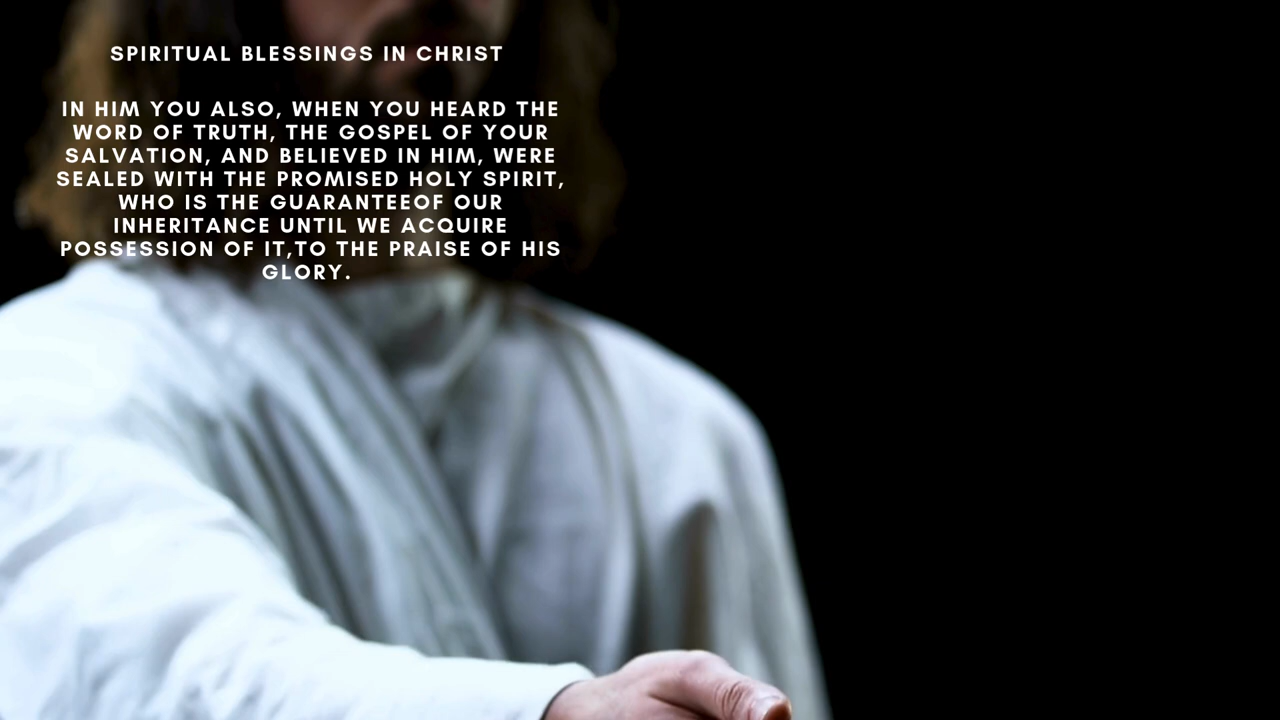 SPIRITUAL BLESSINGS IN CHRIST
IN HIM YOU ALSO, WHEN YOU HEARD THE
WORD OF TRUTH, THE GOSPEL OF YOUR
SALVATION, AND BELIEVED IN HIM, WERE
SEALED WITH THE PROMISED HOLY SPIRIT,
WHO IS THE GUARANTEEOF OUR
INHERITANCE UNTIL WE ACQUIRE
POSSESSION OF IT,TO THE PRAISE OF HIS
GLORY.